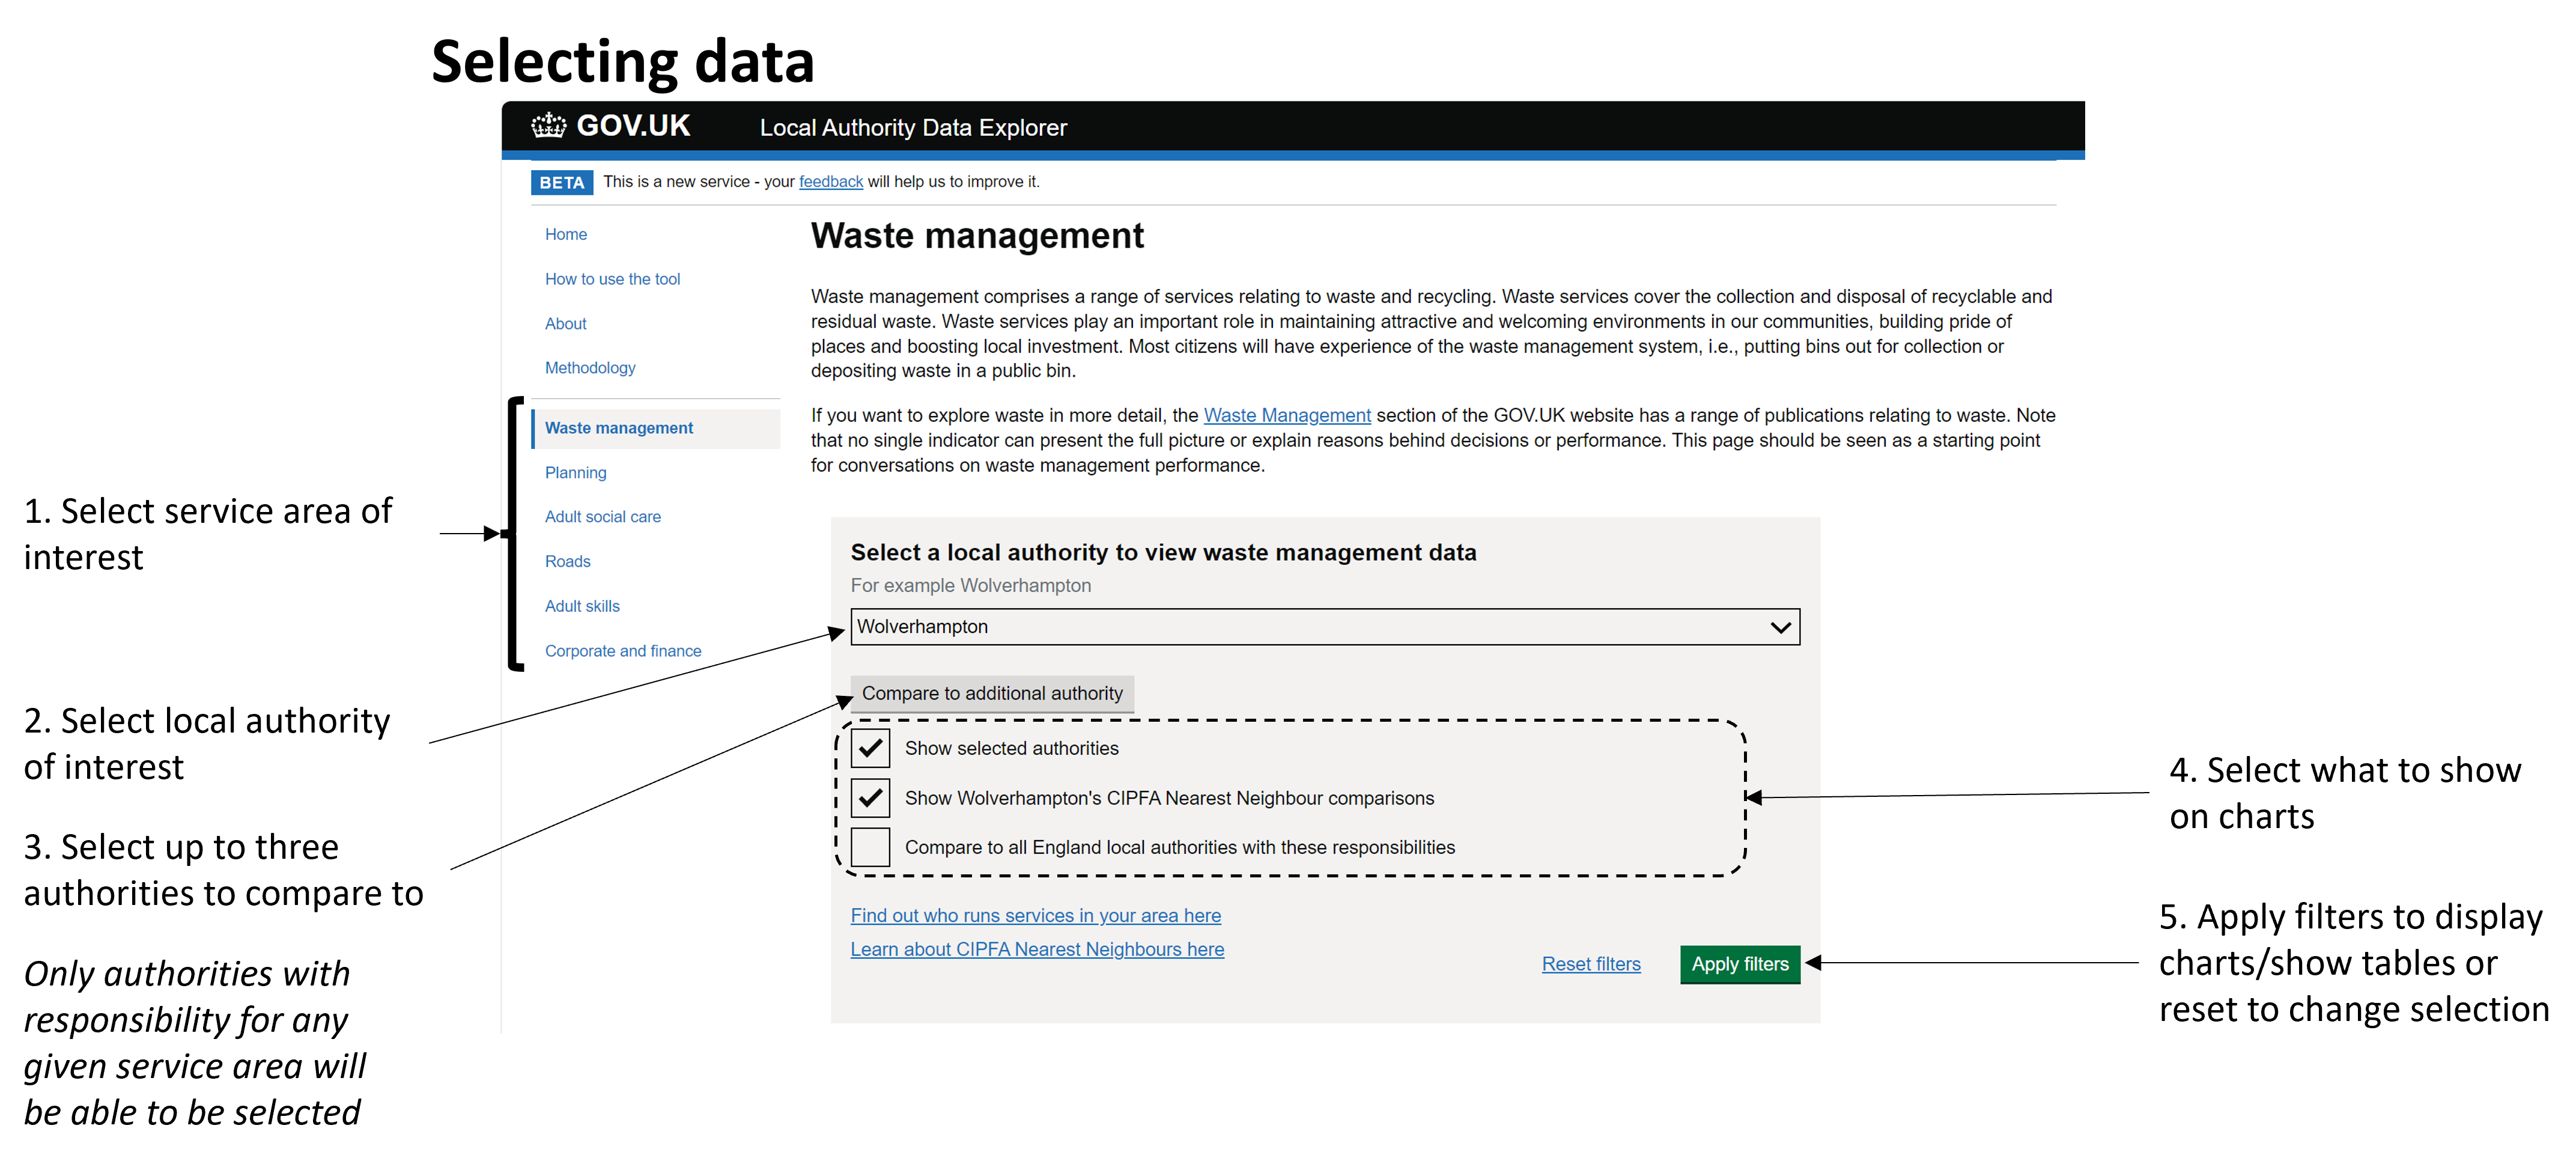 Selecting data
GOV.UK
Local Authority Data Explorer
BETA
This is a new service - your feedback will help us to improve it.
Home
How to use the tool
About
Methodology
Waste management
Planning
Adult social care
Roads
Adult skills
Corporate and finance
Waste management
Waste management comprises a range of services relating to waste and recycling. Waste services cover the collection and disposal of recyclable and
residual waste. Waste services play an important role in maintaining attractive and welcoming environments in our communities, building pride of
places and boosting local investment. Most citizens will have experience of the waste management system, i.e., putting bins out for collection or
depositing waste in a public bin.
If you want to explore waste in more detail, the Waste Management section of the GOV.UK website has a range of publications relating to waste. Note
that no single indicator can present the full picture or explain reasons behind decisions or performance. This page should be seen as a starting point
for conversations on waste management performance.
Select a local authority to view waste management data
For example Wolverhampton
Wolverhampton
Compare to additional authority
Show selected authorities
Show Wolverhampton's CIPFA Nearest Neighbour comparisons
Compare to all England local authorities with these responsibilities
Find out who runs services in your area here
Learn about CIPFA Nearest Neighbours here
Reset filters
Apply filters
1. Select service area of
interest
2. Select local authority
of interest
3. Select up to three
authorities to compare to
Only authorities with
responsibility for any
given service area will
be able to be selected
4. Select what to show
on charts
5. Apply filters to display
charts/show tables or
reset to change selection